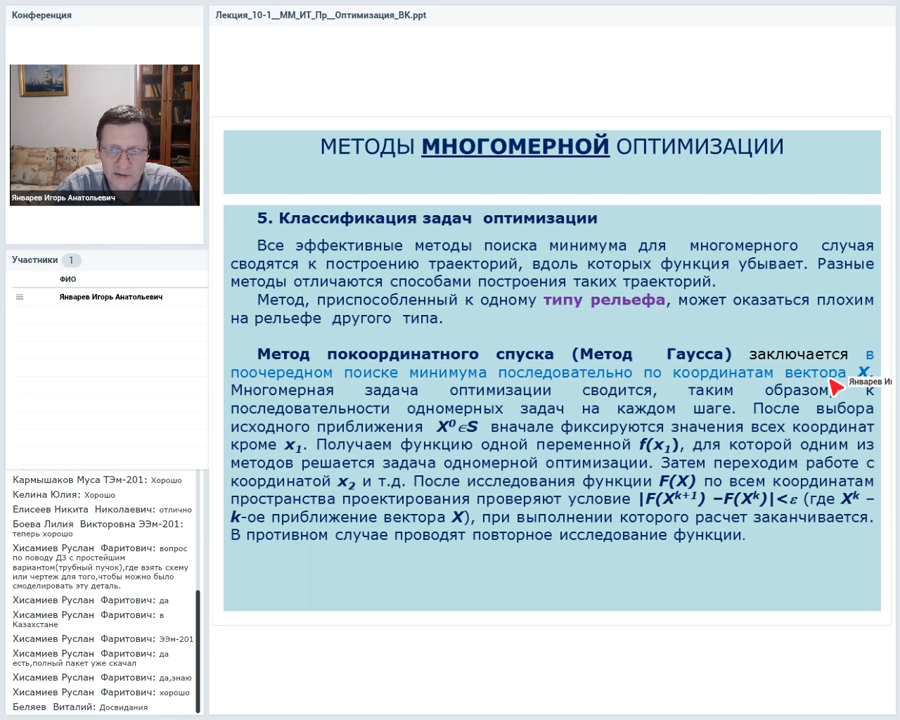 Конференция
Январев Игорь Анатольевич
Участники 1
ФИО
Январев Игорь Анатольевич
Кармышаков Муса ТЭм-201: Хорошо
Келина Юлия: Хорошо
Елисеев Никита Николаевич: отлично
Боева Лилия Викторовна ЭЭм-201:
теперь хорошо
Хисамиев Руслан Фаритович: вопрос
по поводу ДЗ с простейшим
вариантом(трубный пучок),где взять схему
или чертеж для того,чтобы можно было
смоделировать эту деталь.
Хисамиев Руслан Фаритович: да
Хисамиев Руслан Фаритович: в
Казахстане
Хисамиев Руслан Фаритович: ЭЭм-201
Хисамиев Руслан Фаритович: да
есть,полный пакет уже скачал
Хисамиев Руслан Фаритович: да,знаю
Хисамиев Руслан Фаритович: хорошо
Беляев Виталий: Досвидания
Лекция_10-1__ММ_ИТ_Пр__Оптимизация_ВК.ppt
МЕТОДЫ МНОГОМЕРНОЙ ОПТИМИЗАЦИИ
5. Классификация задач оптимизации
Все эффективные методы поиска минимума для многомерного случая
сводятся к построению траекторий, вдоль которых функция убывает. Разные
методы отличаются способами построения таких траекторий.
Метод, приспособленный к одному типу рельефа, может оказаться плохим
на рельефе другого типа.
Метод покоординатного спуска (Метод Гаусса) заключается в
поочередном поиске минимума последовательно по координатам вектора X.
Январев И
Многомерная задача оптимизации сводится, таким образом, к
последовательности одномерных задач на каждом шаге. После выбора
исходного приближения X⁰∈S вначале фиксируются значения всех координат
кроме x₁. Получаем функцию одной переменной f(x₁), для которой одним из
методов решается задача одномерной оптимизации. Затем переходим работе с
координатой x₂ и т.д. После исследования функции F(X) по всем координатам
пространства проектирования проверяют условие |F(Xᵏ⁺¹) –F(Xᵏ)|<ε (где Xᵏ –
k-ое приближение вектора X), при выполнении которого расчет заканчивается.
В противном случае проводят повторное исследование функции.